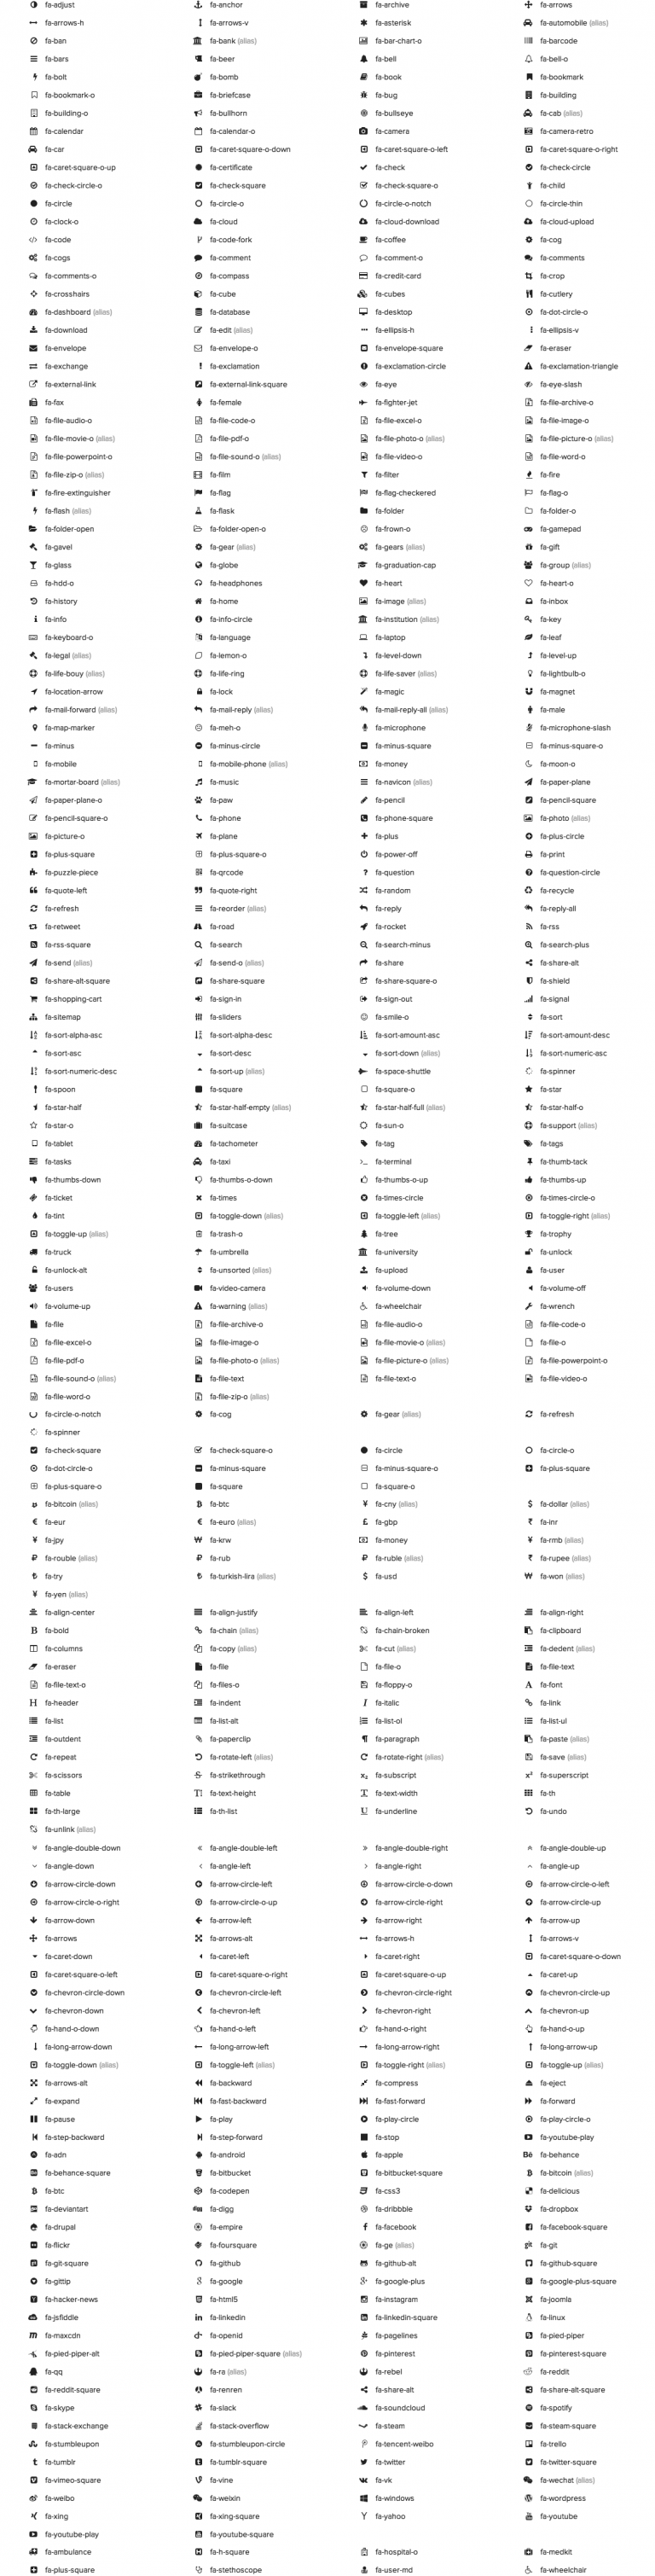 fa-adjust fa-anchor fa-archive fa-arrows
fa-arrows-h fa-arrows-v fa-asterisk fa-automobile (alias)
fa-ban fa-bank (alias) fa-bar-chart-o fa-barcode
fa-bars fa-beer fa-bell fa-bell-o
fa-bolt fa-bomb fa-book fa-bookmark
fa-bookmark-o fa-briefcase fa-bug fa-building
fa-building-o fa-bullhorn fa-bullseye fa-cab (alias)
fa-calendar fa-calendar-o fa-camera fa-camera-retro
fa-car fa-caret-square-o-down fa-caret-square-o-left fa-caret-square-o-right
fa-caret-square-o-up fa-certificate fa-check fa-check-circle
fa-check-circle-o fa-check-square fa-check-square-o fa-child
fa-circle fa-circle-o fa-circle-o-notch fa-circle-thin
fa-clock-o fa-cloud fa-cloud-download fa-cloud-upload
fa-code fa-code-fork fa-coffee fa-cog
fa-cogs fa-comment fa-comment-o fa-comments
fa-comments-o fa-compass fa-credit-card fa-crop
fa-crosshairs fa-cube fa-cubes fa-cutlery
fa-dashboard (alias) fa-database fa-desktop fa-dot-circle-o
fa-download fa-edit (alias) fa-ellipsis-h fa-ellipsis-v
fa-envelope fa-envelope-o fa-envelope-square fa-eraser
fa-exchange fa-exclamation fa-exclamation-circle fa-exclamation-triangle
fa-external-link fa-external-link-square fa-eye fa-eye-slash
fa-fax fa-female fa-fighter-jet fa-file-archive-o
fa-file-audio-o fa-file-code-o fa-file-excel-o fa-file-image-o
fa-file-movie-o (alias) fa-file-pdf-o fa-file-photo-o (alias) fa-file-picture-o (alias)
fa-file-powerpoint-o fa-file-sound-o (alias) fa-file-video-o fa-file-word-o
fa-file-zip-o (alias) fa-film fa-filter fa-fire
fa-fire-extinguisher fa-flag fa-flag-checkered fa-flag-o
fa-flash (alias) fa-flask fa-folder fa-folder-o
fa-folder-open fa-folder-open-o fa-frown-o fa-gamepad
fa-gavel fa-gear (alias) fa-gears (alias) fa-gift
fa-glass fa-globe fa-graduation-cap fa-group (alias)
fa-hdd-o fa-headphones fa-heart fa-heart-o
fa-history fa-home fa-image (alias) fa-inbox
fa-info fa-info-circle fa-institution (alias) fa-key
fa-keyboard-o fa-language fa-laptop fa-leaf
fa-legal (alias) fa-lemon-o fa-level-down fa-level-up
fa-life-bouy (alias) fa-life-ring fa-life-saver (alias) fa-lightbulb-o
fa-location-arrow fa-lock fa-magic fa-magnet
fa-mail-forward (alias) fa-mail-reply (alias) fa-mail-reply-all (alias) fa-male
fa-map-marker fa-meh-o fa-microphone fa-microphone-slash
fa-minus fa-minus-circle fa-minus-square fa-minus-square-o
fa-mobile fa-mobile-phone (alias) fa-money fa-moon-o
fa-mortar-board (alias) fa-music fa-navicon (alias) fa-paper-plane
fa-paper-plane-o fa-paw fa-pencil fa-pencil-square
fa-pencil-square-o fa-phone fa-phone-square fa-photo (alias)
fa-picture-o fa-plane fa-plus fa-plus-circle
fa-plus-square fa-plus-square-o fa-power-off fa-print
fa-puzzle-piece fa-qrcode fa-question fa-question-circle
fa-quote-left fa-quote-right fa-random fa-recycle
fa-refresh fa-reorder (alias) fa-reply fa-reply-all
fa-retweet fa-road fa-rocket fa-rss
fa-rss-square fa-search fa-search-minus fa-search-plus
fa-send (alias) fa-send-o (alias) fa-share fa-share-alt
fa-share-alt-square fa-share-square fa-share-square-o fa-shield
fa-shopping-cart fa-sign-in fa-sign-out fa-signal
fa-sitemap fa-sliders fa-smile-o fa-sort
fa-sort-alpha-asc fa-sort-alpha-desc fa-sort-amount-asc fa-sort-amount-desc
fa-sort-asc fa-sort-desc fa-sort-down (alias) fa-sort-numeric-asc
fa-sort-numeric-desc fa-sort-up (alias) fa-space-shuttle fa-spinner
fa-spoon fa-square fa-square-o fa-star
fa-star-half fa-star-half-empty (alias) fa-star-half-full (alias) fa-star-half-o
fa-star-o fa-suitcase fa-sun-o fa-support (alias)
fa-tablet fa-tachometer fa-tag fa-tags
fa-tasks fa-taxi fa-terminal fa-thumb-tack
fa-thumbs-down fa-thumbs-o-down fa-thumbs-o-up fa-thumbs-up
fa-ticket fa-times fa-times-circle fa-times-circle-o
fa-tint fa-toggle-down (alias) fa-toggle-left (alias) fa-toggle-right (alias)
fa-toggle-up (alias) fa-trash-o fa-tree fa-trophy
fa-truck fa-umbrella fa-university fa-unlock
fa-unlock-alt fa-unsorted (alias) fa-upload fa-user
fa-users fa-video-camera fa-volume-down fa-volume-off
fa-volume-up fa-warning (alias) fa-wheelchair fa-wrench
fa-file fa-file-archive-o fa-file-audio-o fa-file-code-o
fa-file-excel-o fa-file-image-o fa-file-movie-o (alias) fa-file-o
fa-file-pdf-o fa-file-photo-o (alias) fa-file-picture-o (alias) fa-file-powerpoint-o
fa-file-sound-o (alias) fa-file-text fa-file-text-o fa-file-video-o
fa-file-word-o fa-file-zip-o (alias)
fa-circle-o-notch fa-cog fa-gear (alias) fa-refresh
fa-spinner
fa-check-square fa-check-square-o fa-circle fa-circle-o
fa-dot-circle-o fa-minus-square fa-minus-square-o fa-plus-square
fa-plus-square-o fa-square fa-square-o
fa-bitcoin (alias) fa-btc fa-cny (alias) fa-dollar (alias)
fa-eur fa-euro (alias) fa-gbp fa-inr
fa-jpy fa-krw fa-money fa-rmb (alias)
fa-rouble (alias) fa-rub fa-ruble (alias) fa-rupee (alias)
fa-try fa-turkish-lira (alias) fa-usd fa-won (alias)
fa-yen (alias)
fa-align-center fa-align-justify fa-align-left fa-align-right
fa-bold fa-chain (alias) fa-chain-broken fa-clipboard
fa-columns fa-copy (alias) fa-cut (alias) fa-dedent (alias)
fa-eraser fa-file fa-file-o fa-file-text
fa-file-text-o fa-files-o fa-floppy-o fa-font
fa-header fa-indent fa-italic fa-link
fa-list fa-list-alt fa-list-ol fa-list-ul
fa-outdent fa-paperclip fa-paragraph fa-paste (alias)
fa-repeat fa-rotate-left (alias) fa-rotate-right (alias) fa-save (alias)
fa-scissors fa-strikethrough fa-subscript fa-superscript
fa-table fa-text-height fa-text-width fa-th
fa-th-large fa-th-list fa-underline fa-undo
fa-unlink (alias)
fa-angle-double-down fa-angle-double-left fa-angle-double-right fa-angle-double-up
fa-angle-down fa-angle-left fa-angle-right fa-angle-up
fa-arrow-circle-down fa-arrow-circle-left fa-arrow-circle-o-down fa-arrow-circle-o-left
fa-arrow-circle-o-right fa-arrow-circle-o-up fa-arrow-circle-right fa-arrow-circle-up
fa-arrow-down fa-arrow-left fa-arrow-right fa-arrow-up
fa-arrows fa-arrows-alt fa-arrows-h fa-arrows-v
fa-caret-down fa-caret-left fa-caret-right fa-caret-square-o-down
fa-caret-square-o-left fa-caret-square-o-right fa-caret-square-o-up fa-caret-up
fa-chevron-circle-down fa-chevron-circle-left fa-chevron-circle-right fa-chevron-circle-up
fa-chevron-down fa-chevron-left fa-chevron-right fa-chevron-up
fa-hand-o-down fa-hand-o-left fa-hand-o-right fa-hand-o-up
fa-long-arrow-down fa-long-arrow-left fa-long-arrow-right fa-long-arrow-up
fa-toggle-down (alias) fa-toggle-left (alias) fa-toggle-right (alias) fa-toggle-up (alias)
fa-arrows-alt fa-backward fa-compress fa-eject
fa-expand fa-fast-backward fa-fast-forward fa-forward
fa-pause fa-play fa-play-circle fa-play-circle-o
fa-step-backward fa-step-forward fa-stop fa-youtube-play
fa-adn fa-android fa-apple fa-behance
fa-behance-square fa-bitbucket fa-bitbucket-square fa-bitcoin (alias)
fa-btc fa-codepen fa-css3 fa-delicious
fa-deviantart fa-digg fa-dribbble fa-dropbox
fa-drupal fa-empire fa-facebook fa-facebook-square
fa-flickr fa-foursquare fa-ge (alias) fa-git
fa-git-square fa-github fa-github-alt fa-github-square
fa-gittip fa-google fa-google-plus fa-google-plus-square
fa-hacker-news fa-html5 fa-instagram fa-joomla
fa-jsfiddle fa-linkedin fa-linkedin-square fa-linux
fa-maxcdn fa-openid fa-pagelines fa-pied-piper
fa-pied-piper-alt fa-pied-piper-square (alias) fa-pinterest fa-pinterest-square
fa-qq fa-ra (alias) fa-rebel fa-reddit
fa-reddit-square fa-renren fa-share-alt fa-share-alt-square
fa-skype fa-slack fa-soundcloud fa-spotify
fa-stack-exchange fa-stack-overflow fa-steam fa-steam-square
fa-stumbleupon fa-stumbleupon-circle fa-tencent-weibo fa-trello
fa-tumblr fa-tumblr-square fa-twitter fa-twitter-square
fa-vimeo-square fa-vine fa-vk fa-wechat (alias)
fa-weibo fa-weixin fa-windows fa-wordpress
fa-xing fa-xing-square fa-yahoo fa-youtube
fa-youtube-play fa-youtube-square
fa-ambulance fa-h-square fa-hospital-o fa-medkit
fa-plus-square fa-stethoscope fa-user-md fa-wheelchair